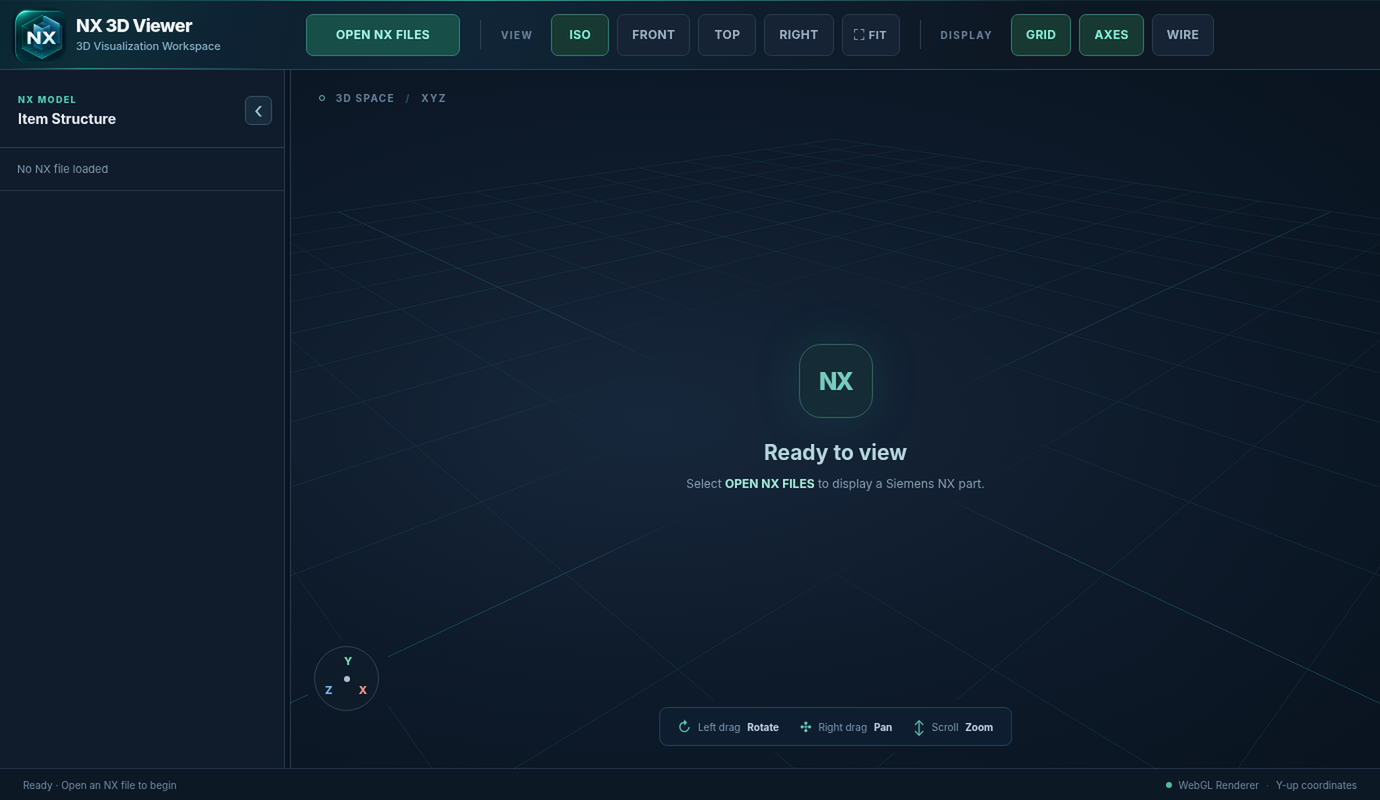 NX
NX 3D Viewer
3D Visualization Workspace
OPEN NX FILES
VIEW
ISO
FRONT
TOP
RIGHT
FIT
DISPLAY
GRID
AXES
WIRE
NX MODEL
Item Structure
No NX file loaded
3D SPACE / XYZ
NX
Ready to view
Select OPEN NX FILES to display a Siemens NX part.
Y
Z X
Left drag Rotate Right drag Pan Scroll Zoom
Ready · Open an NX file to begin
WebGL Renderer · Y-up coordinates